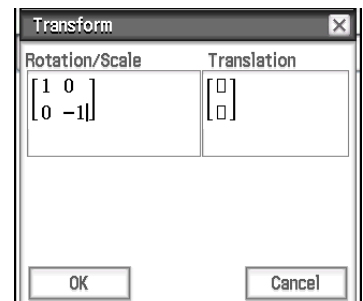 Transform
Rotation/Scale Translation
[1 0
0 -1] [□
□]
OK Cancel